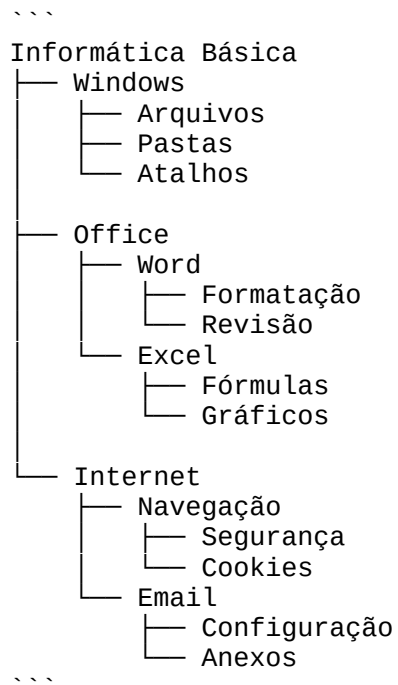 ```
Informática Básica
├── Windows
│   ├── Arquivos
│   ├── Pastas
│   └── Atalhos
│
├── Office
│   ├── Word
│   │   ├── Formatação
│   │   └── Revisão
│   └── Excel
│       ├── Fórmulas
│       └── Gráficos
│
└── Internet
    ├── Navegação
    │   ├── Segurança
    │   └── Cookies
    └── Email
        ├── Configuração
        └── Anexos
```